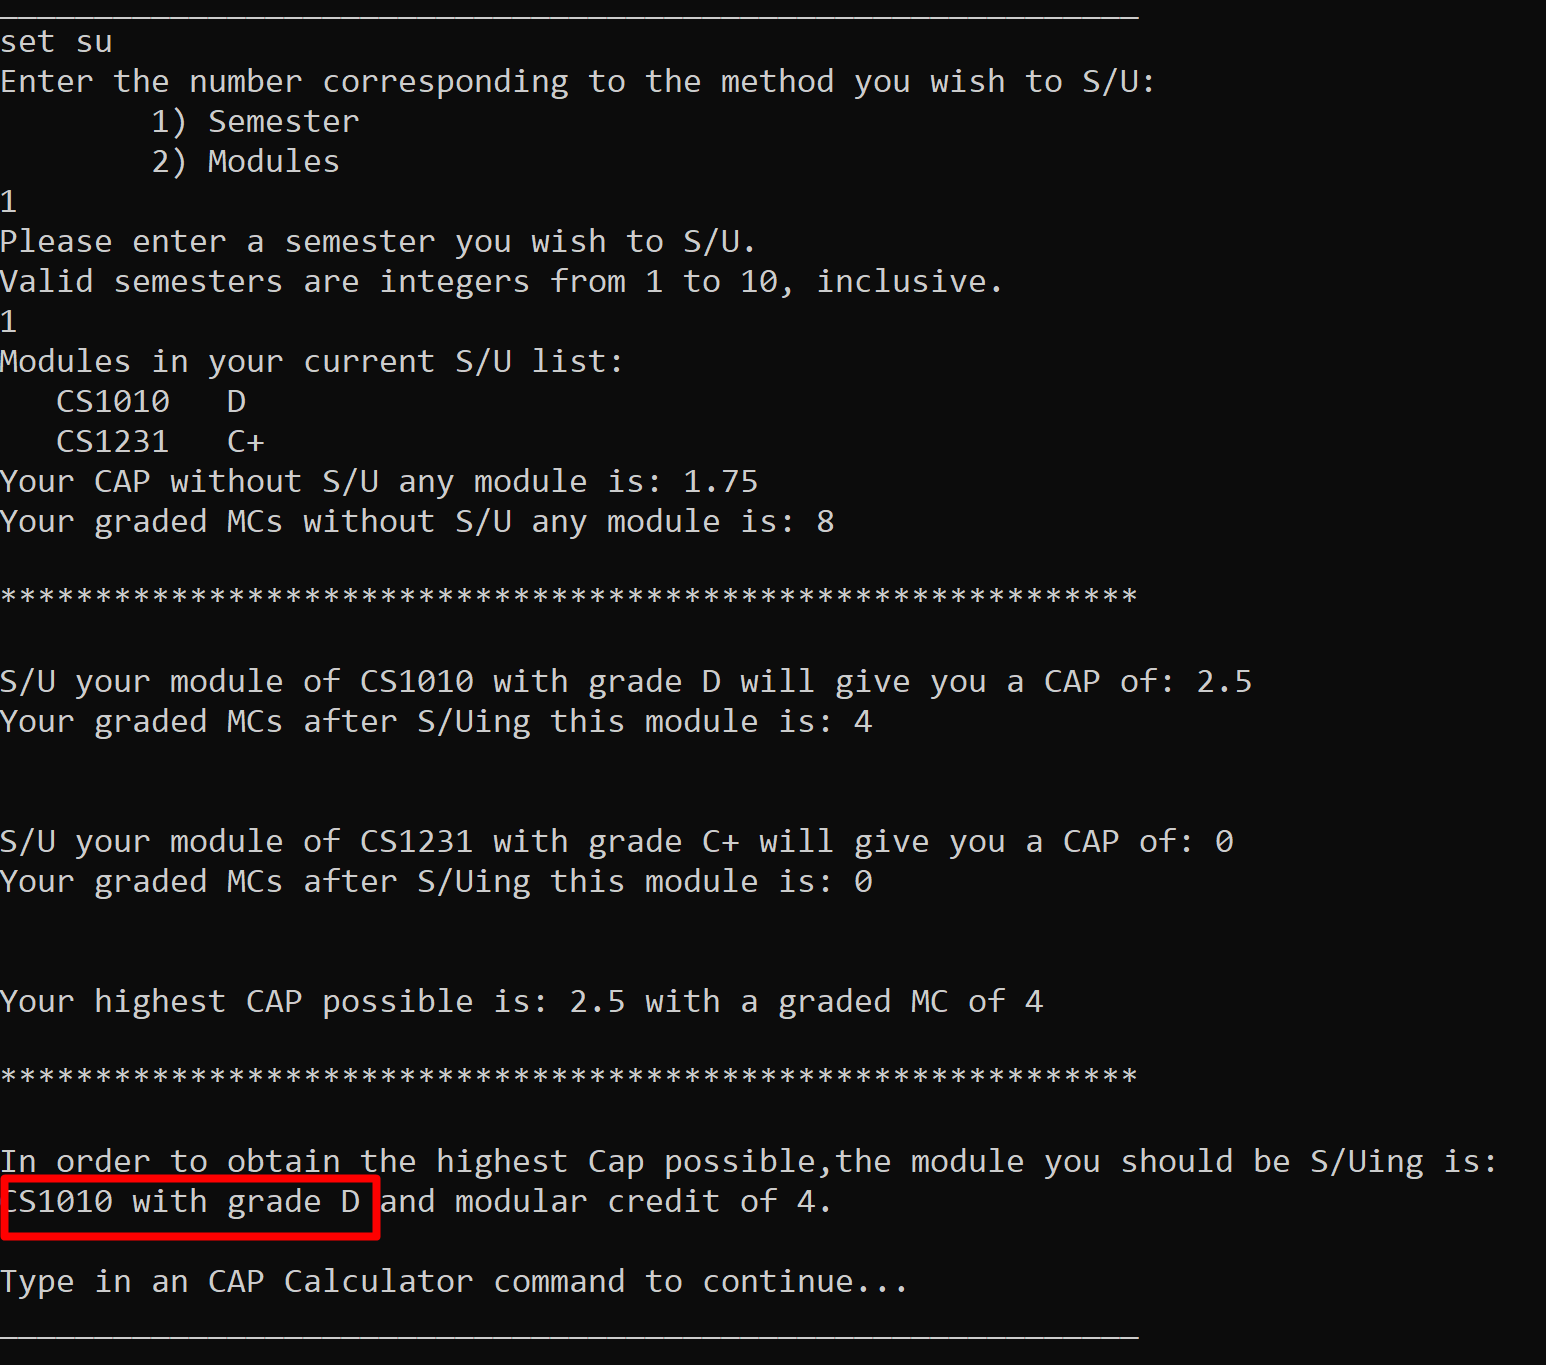 set su
Enter the number corresponding to the method you wish to S/U:
1) Semester
2) Modules
1
Please enter a semester you wish to S/U.
Valid semesters are integers from 1 to 10, inclusive.
1
Modules in your current S/U list:
CS1010   D
CS1231   C+
Your CAP without S/U any module is: 1.75
Your graded MCs without S/U any module is: 8
************************************************************
S/U your module of CS1010 with grade D will give you a CAP of: 2.5
Your graded MCs after S/Uing this module is: 4
S/U your module of CS1231 with grade C+ will give you a CAP of: 0
Your graded MCs after S/Uing this module is: 0
Your highest CAP possible is: 2.5 with a graded MC of 4
************************************************************
In order to obtain the highest Cap possible,the module you should be S/Uing is:
CS1010 with grade D and modular credit of 4.
Type in an CAP Calculator command to continue...